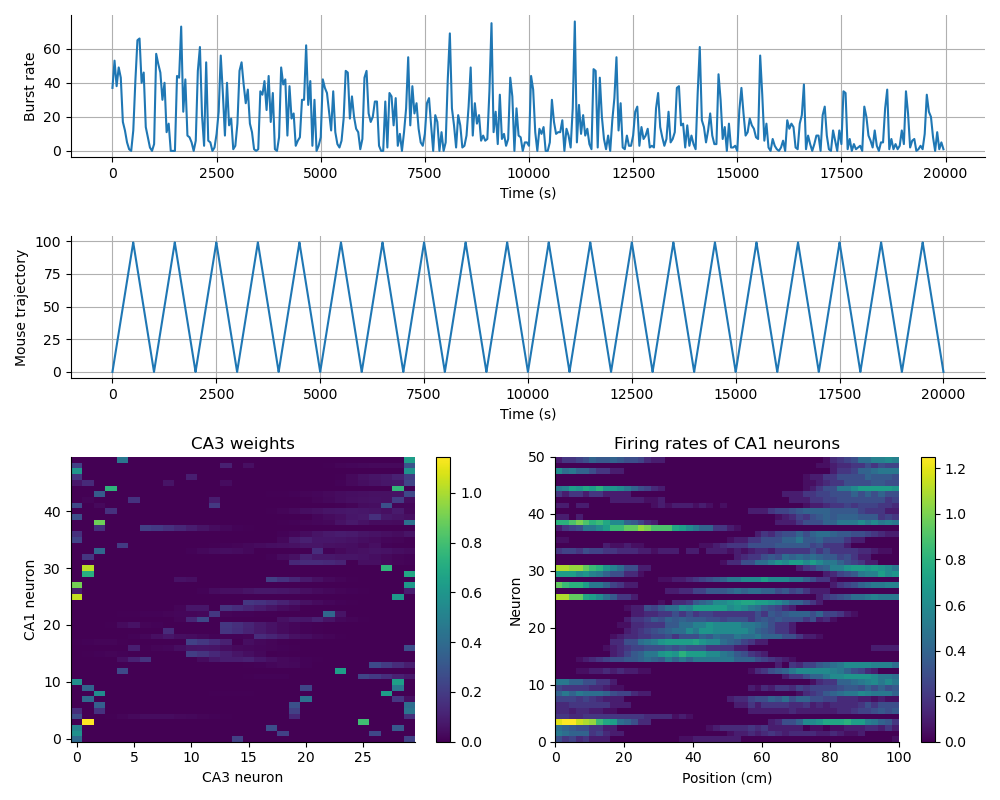 Burst rate
60
40
20
0
0 2500 5000 7500 10000 12500 15000 17500 20000
Time (s)
Mouse trajectory
100
75
50
25
0
0 2500 5000 7500 10000 12500 15000 17500 20000
Time (s)
CA3 weights
CA1 neuron
40
30
20
10
0
0 5 10 15 20 25
CA3 neuron
1.0
0.8
0.6
0.4
0.2
0.0
Firing rates of CA1 neurons
Neuron
50
40
30
20
10
0
0 20 40 60 80 100
Position (cm)
1.2
1.0
0.8
0.6
0.4
0.2
0.0